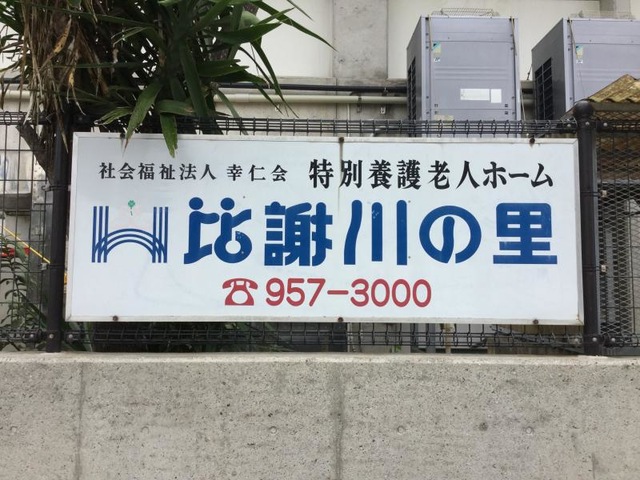 社会福祉法人 幸仁会 特別養護老人ホーム
比謝川の里
☎957-3000